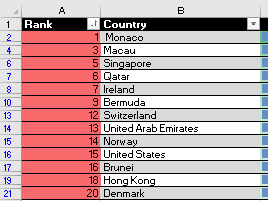 A B
1 Rank Country
2 1 Monaco
4 3 Macau
6 5 Singapore
7 6 Qatar
8 7 Ireland
10 9 Bermuda
13 12 Switzerland
14 13 United Arab Emirates
15 14 Norway
16 15 United States
17 16 Brunei
19 18 Hong Kong
21 20 Denmark